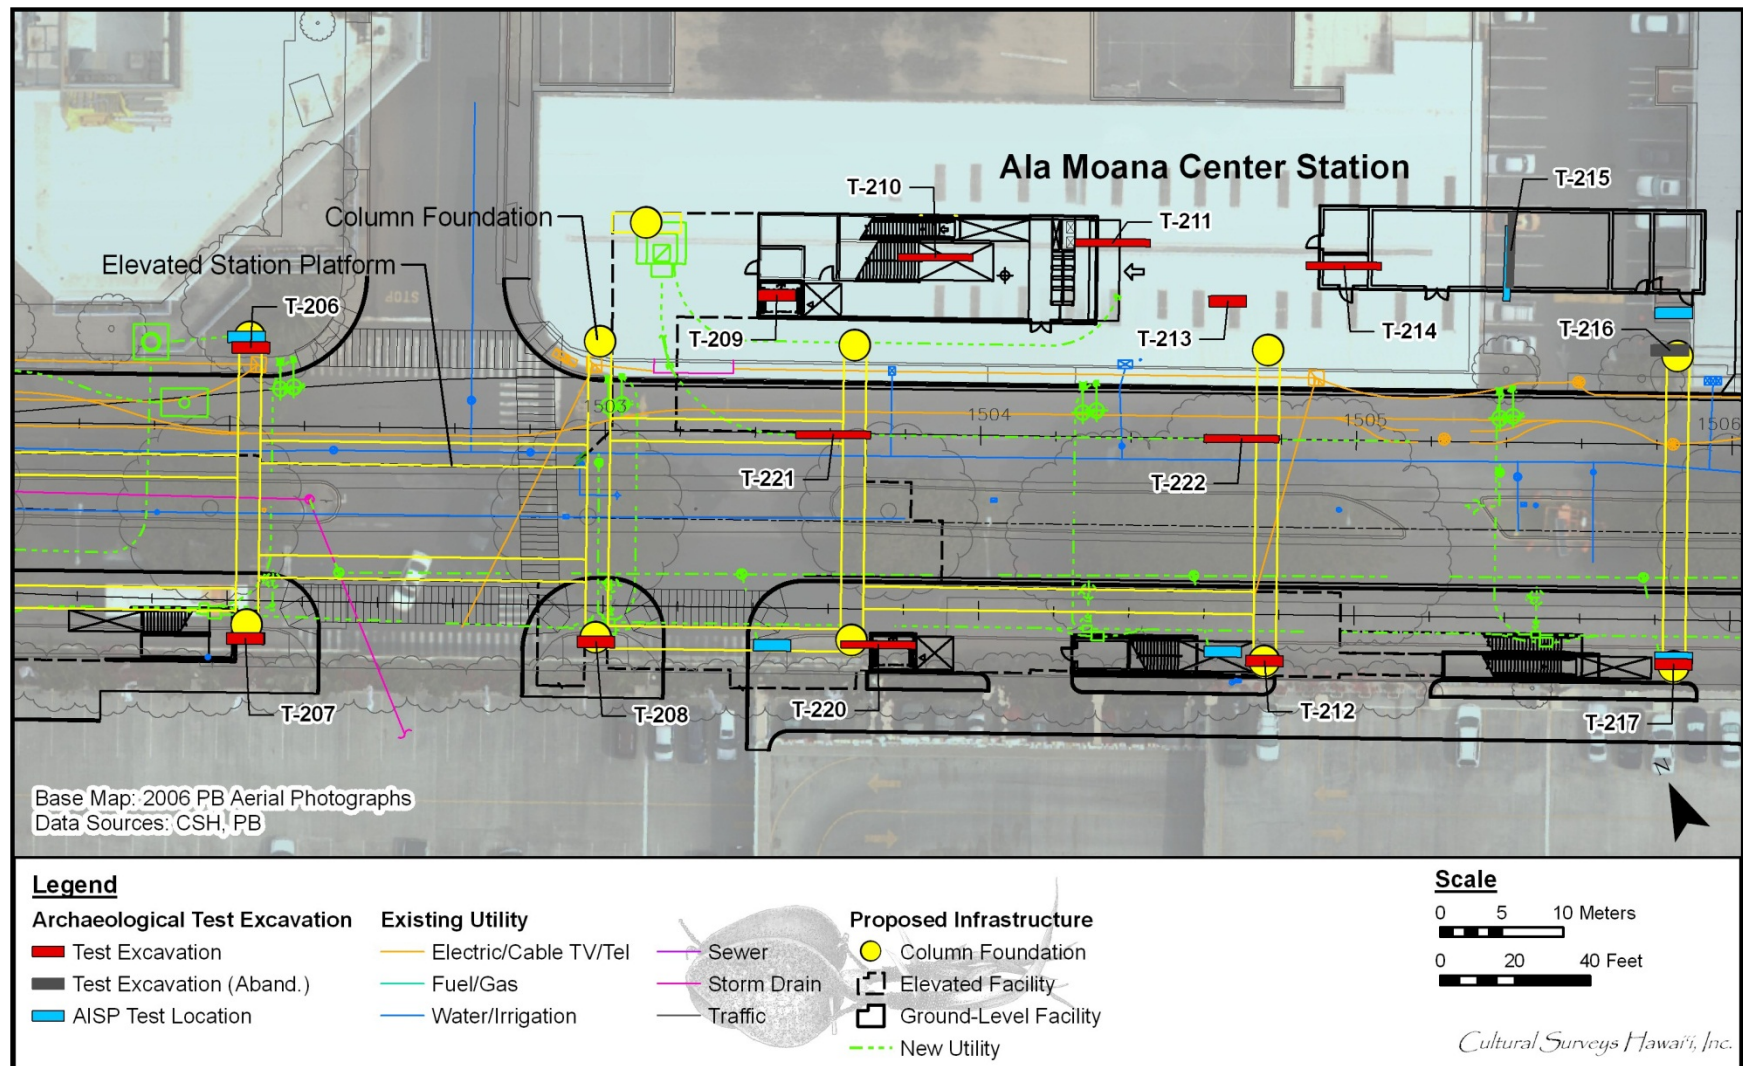 Ala Moana Center Station
T-210
T-215
T-211
Column Foundation
Elevated Station Platform
STOP
T-206
T-209
T-213
T-214
T-216
1503
1504
1505
1506
T-221
T-222
T-207
T-208
T-220
T-212
T-217
N
Base Map: 2006 PB Aerial Photographs
Data Sources: CSH, PB
Legend
Archaeological Test Excavation
Test Excavation
Test Excavation (Aband.)
AISP Test Location
Existing Utility
Electric/Cable TV/Tel
Fuel/Gas
Water/Irrigation
Sewer
Storm Drain
Traffic
Proposed Infrastructure
Column Foundation
Elevated Facility
Ground-Level Facility
New Utility
Scale
0 5 10 Meters
0 20 40 Feet
Cultural Surveys Hawai'i, Inc.